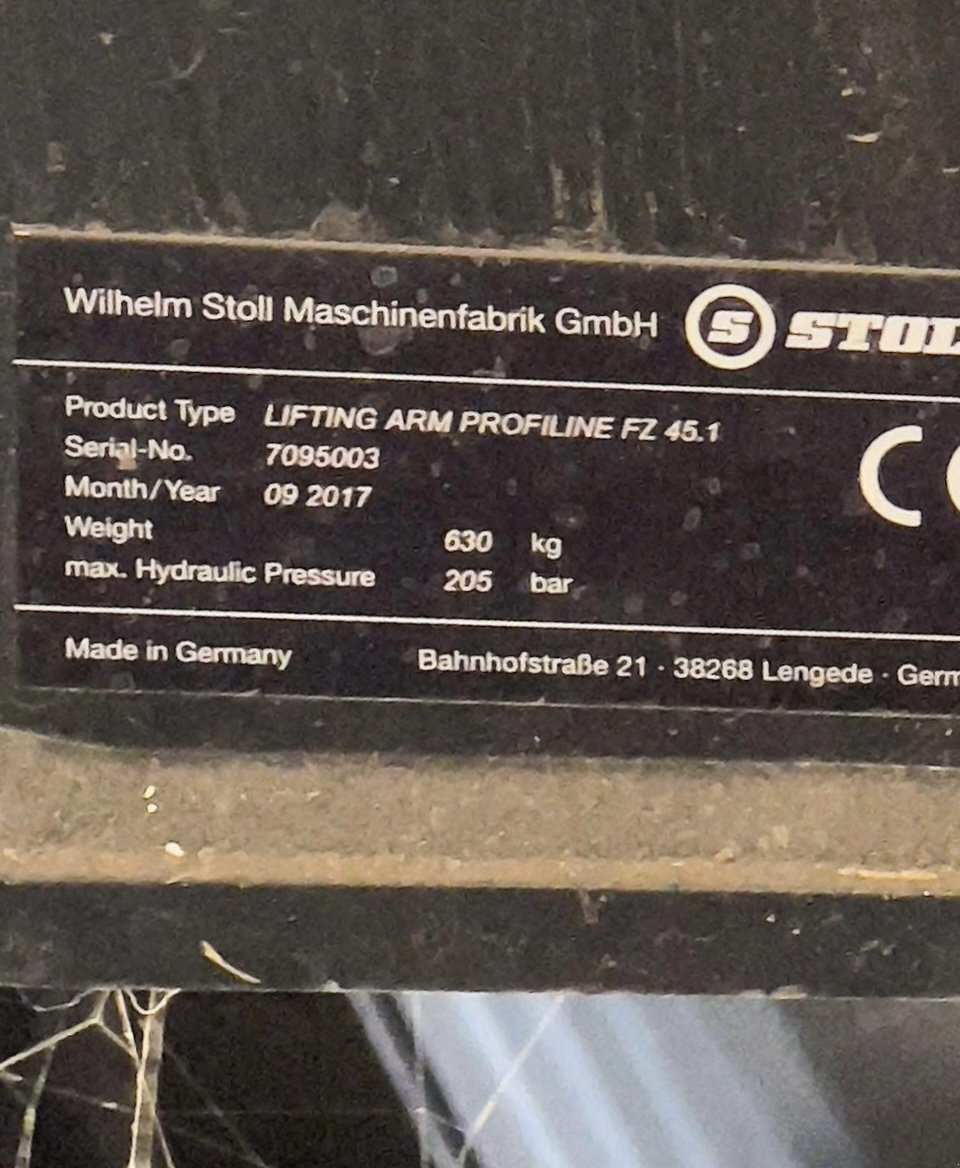 Wilhelm Stoll Maschinenfabrik GmbH S STOL
Product Type LIFTING ARM PROFILINE FZ 45.1
Serial-No. 7095003
Month/Year 09 2017
Weight 630 kg
max. Hydraulic Pressure 205 bar
Made in Germany Bahnhofstraße 21 · 38268 Lengede · Germ